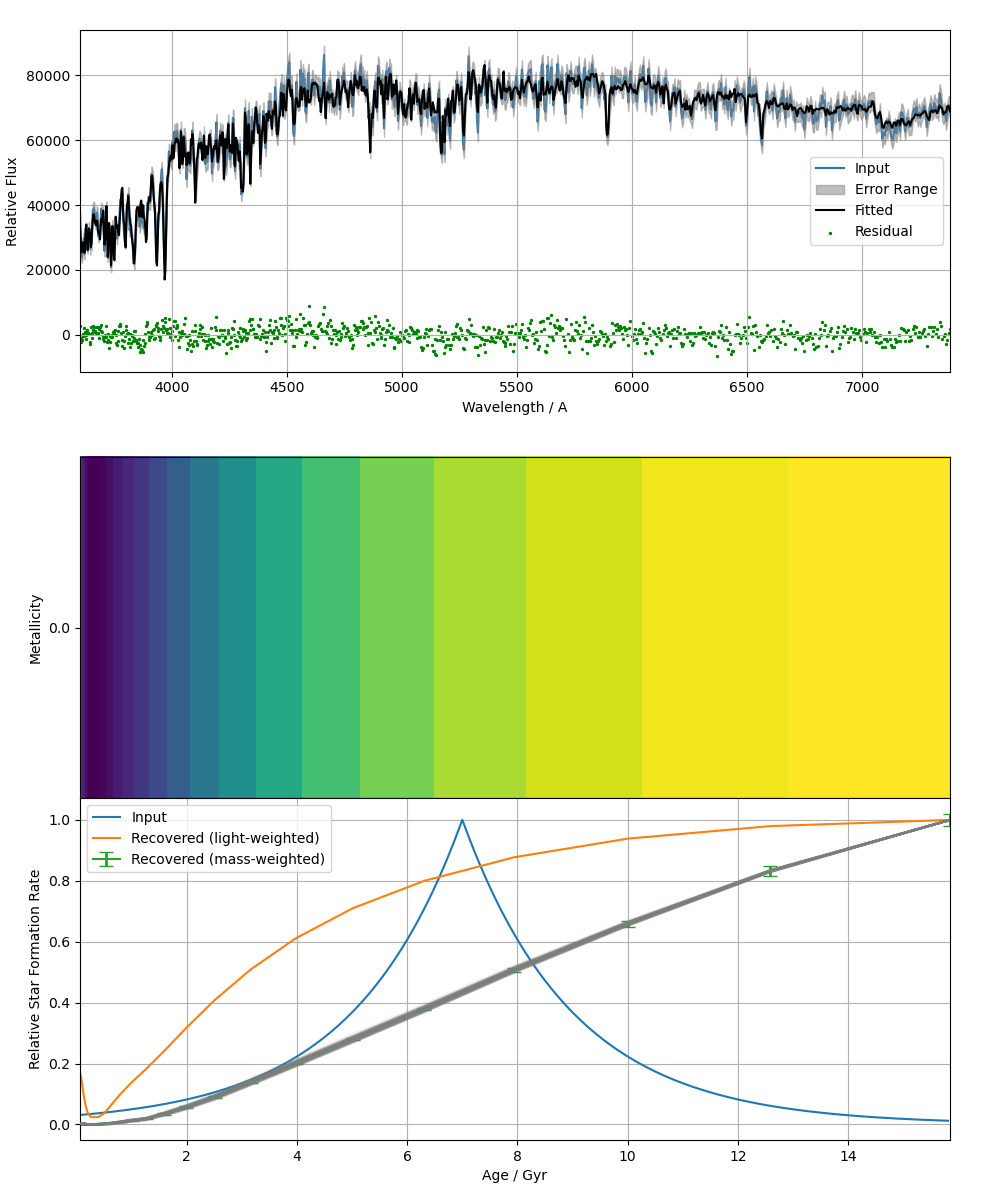 80000
60000
40000
20000
0
Relative Flux
Input
Error Range
Fitted
Residual
4000
4500
5000
5500
6000
6500
7000
Wavelength / A
Metallicity
0.0
Input
Recovered (light-weighted)
Recovered (mass-weighted)
1.0
0.8
0.6
0.4
0.2
0.0
Relative Star Formation Rate
2
4
6
8
10
12
14
Age / Gyr